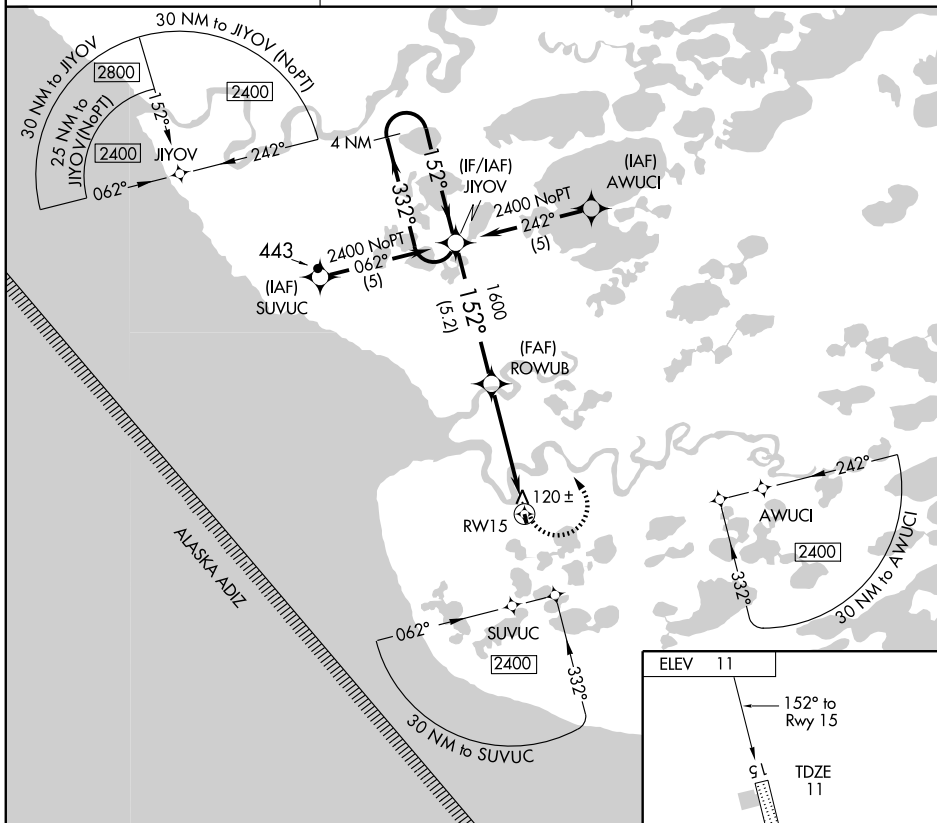 30 NM to JIYOV
30 NM to JIYOV (NoPT)
2800
2400
25 NM to
JIYOV(NoPT)
2400
152°
JIYOV
242°
062°
4 NM
152°
332°
(IF/IAF)
JIYOV
(IAF)
AWUCI
2400 NoPT
242°
(5)
443
2400 NoPT
062°
(5)
(IAF)
SUVUC
1600
152°
(5.2)
(FAF)
ROWUB
120 ±
RW15
ALASKA ADIZ
242°
AWUCI
2400
332°
30 NM to AWUCI
062°
SUVUC
2400
332°
30 NM to SUVUC
ELEV 11
152° to
Rwy 15
15
TDZE
11